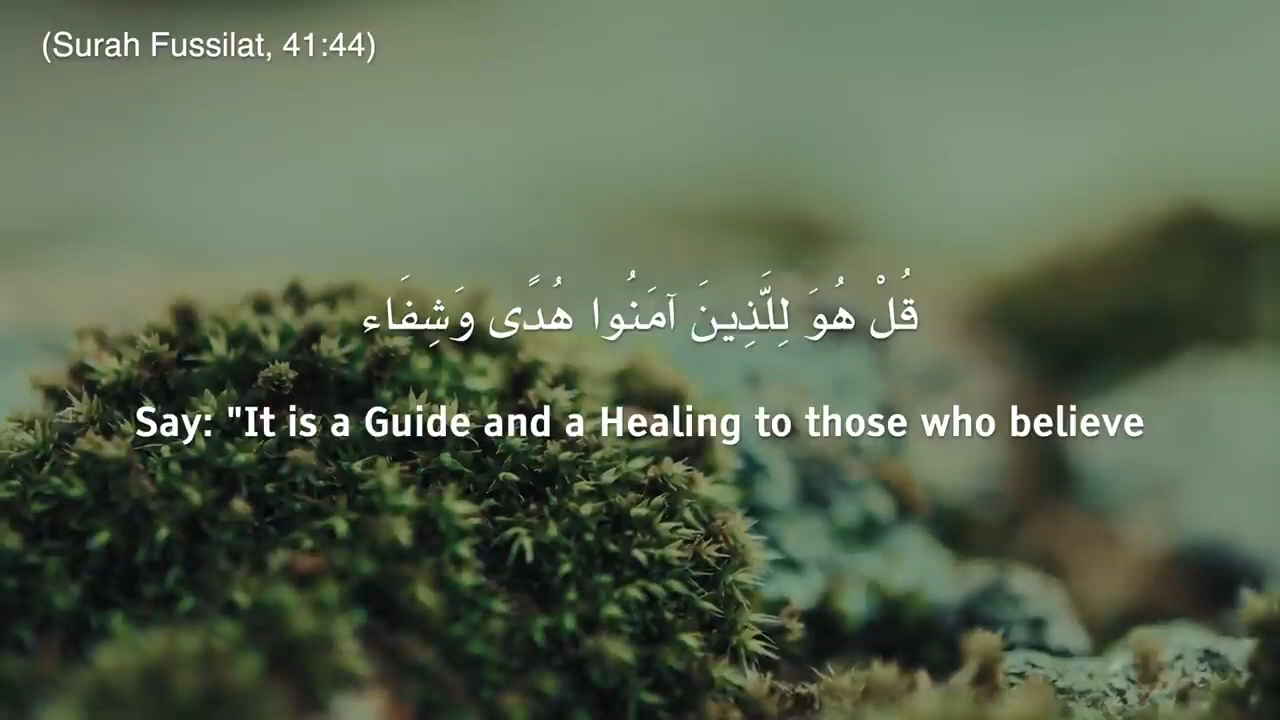 (Surah Fussilat, 41:44)
قُلْ هُوَ لِلَّذِينَ آمَنُوا هُدًى وَشِفَاء
Say: "It is a Guide and a Healing to those who believe